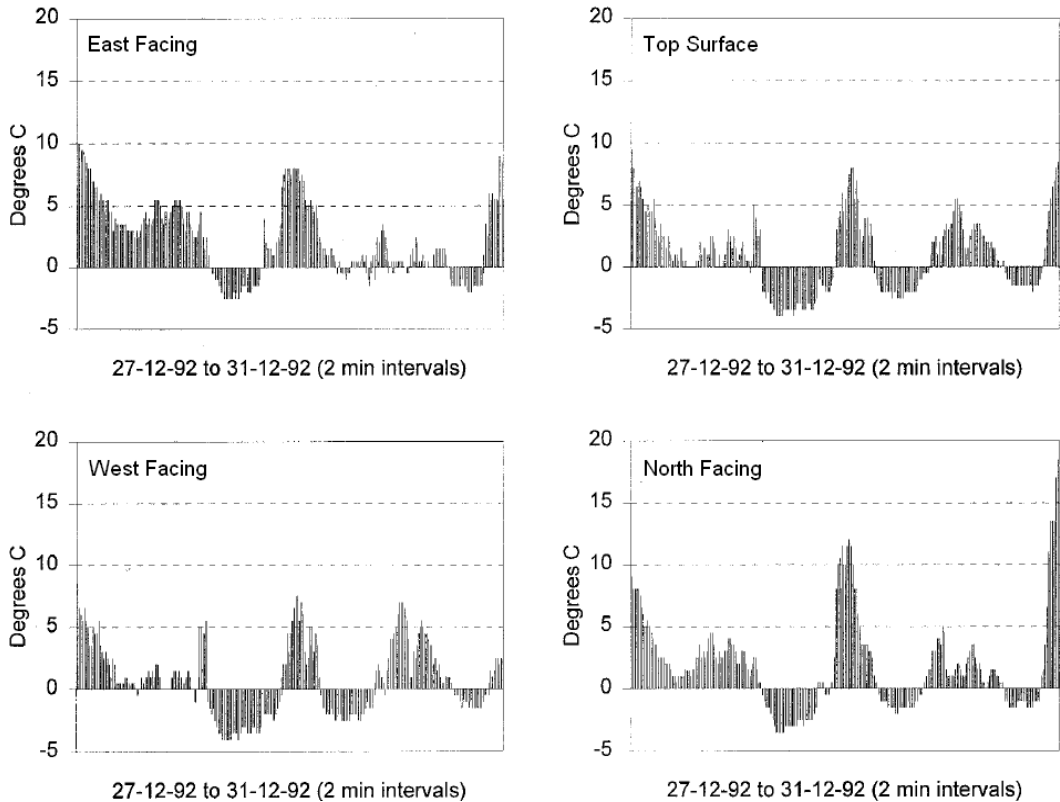 20
East Facing
15
10
5
0
-5
Degrees C
27-12-92 to 31-12-92 (2 min intervals)
20
Top Surface
15
10
5
0
-5
Degrees C
27-12-92 to 31-12-92 (2 min intervals)
20
West Facing
15
10
5
0
-5
Degrees C
27-12-92 to 31-12-92 (2 min intervals)
20
North Facing
15
10
5
0
-5
Degrees C
27-12-92 to 31-12-92 (2 min intervals)